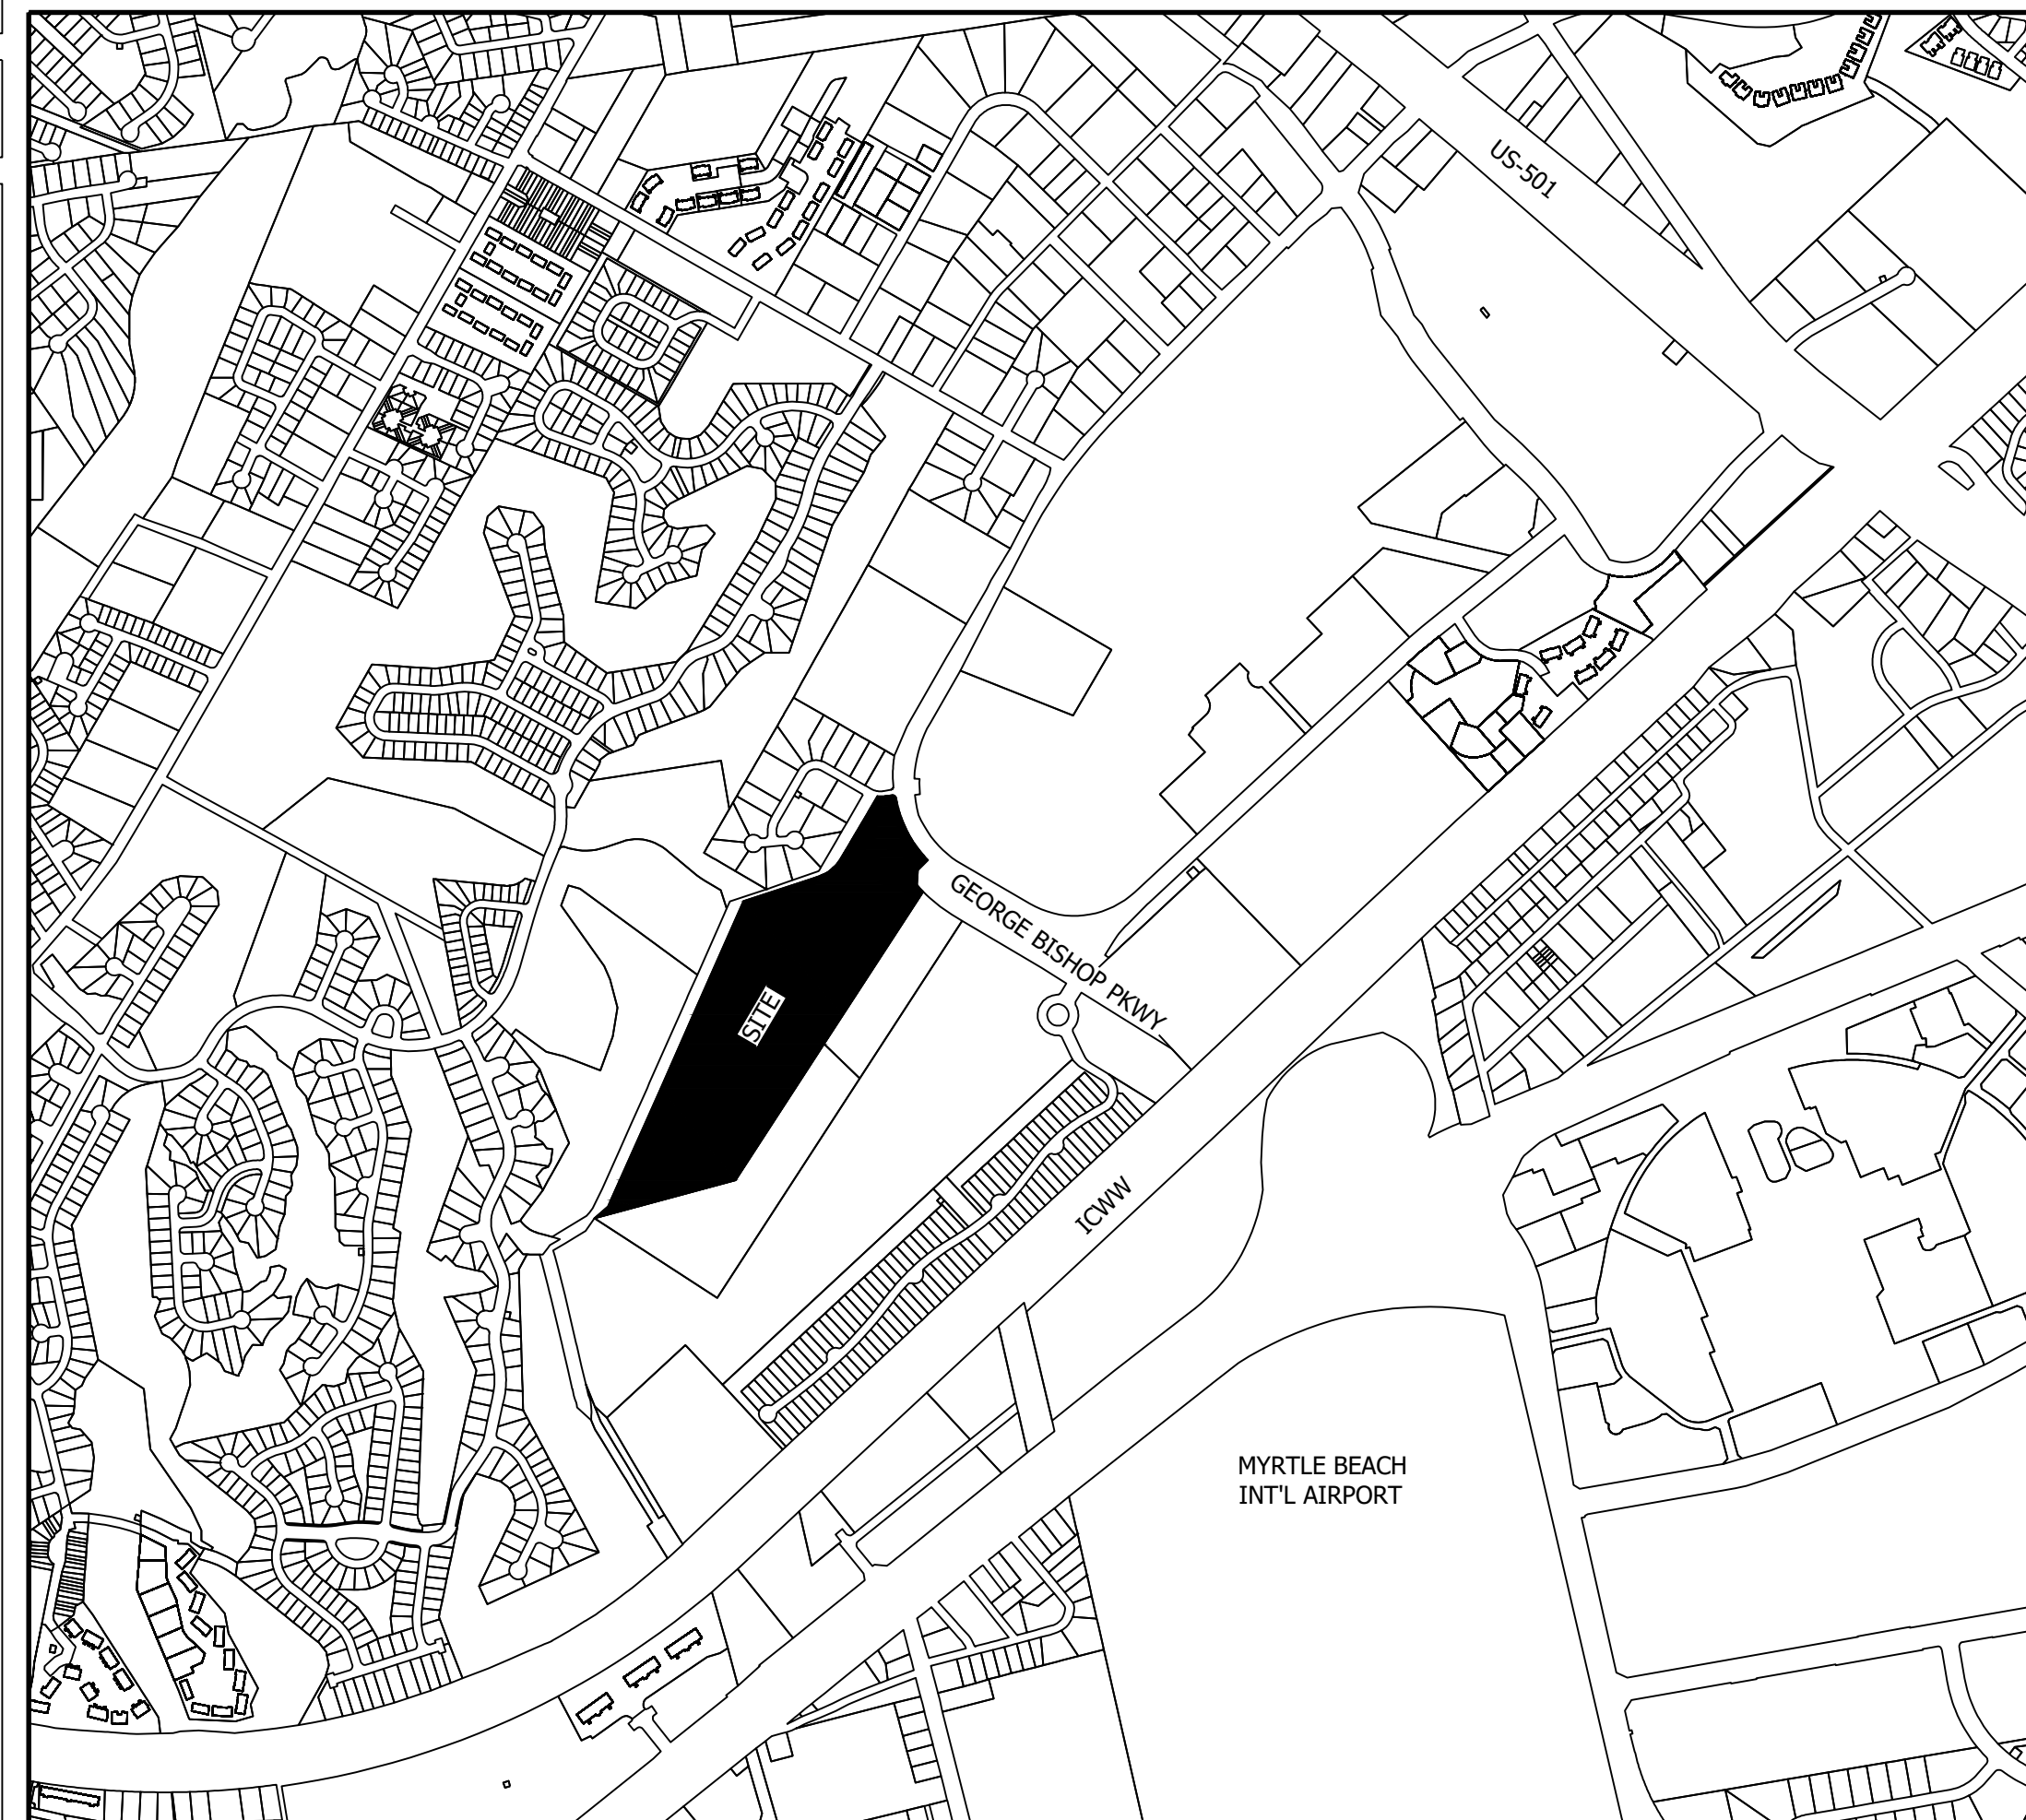 US-501
GEORGE BISHOP PKWY
SITE
ICWW
MYRTLE BEACH
INT'L AIRPORT